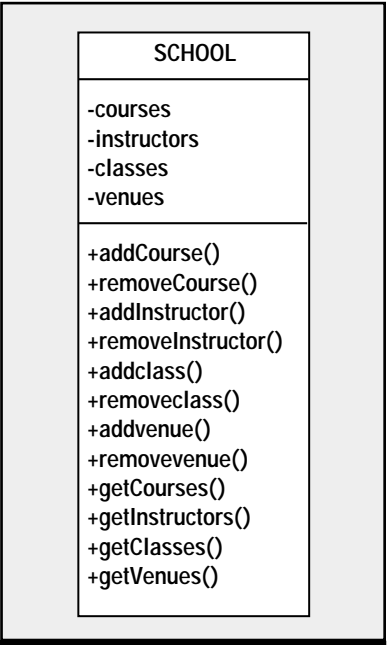 SCHOOL
-courses
-instructors
-classes
-venues
+addCourse()
+removeCourse()
+addInstructor()
+removeInstructor()
+addclass()
+removeclass()
+addvenue()
+removevenue()
+getCourses()
+getInstructors()
+getClasses()
+getVenues()